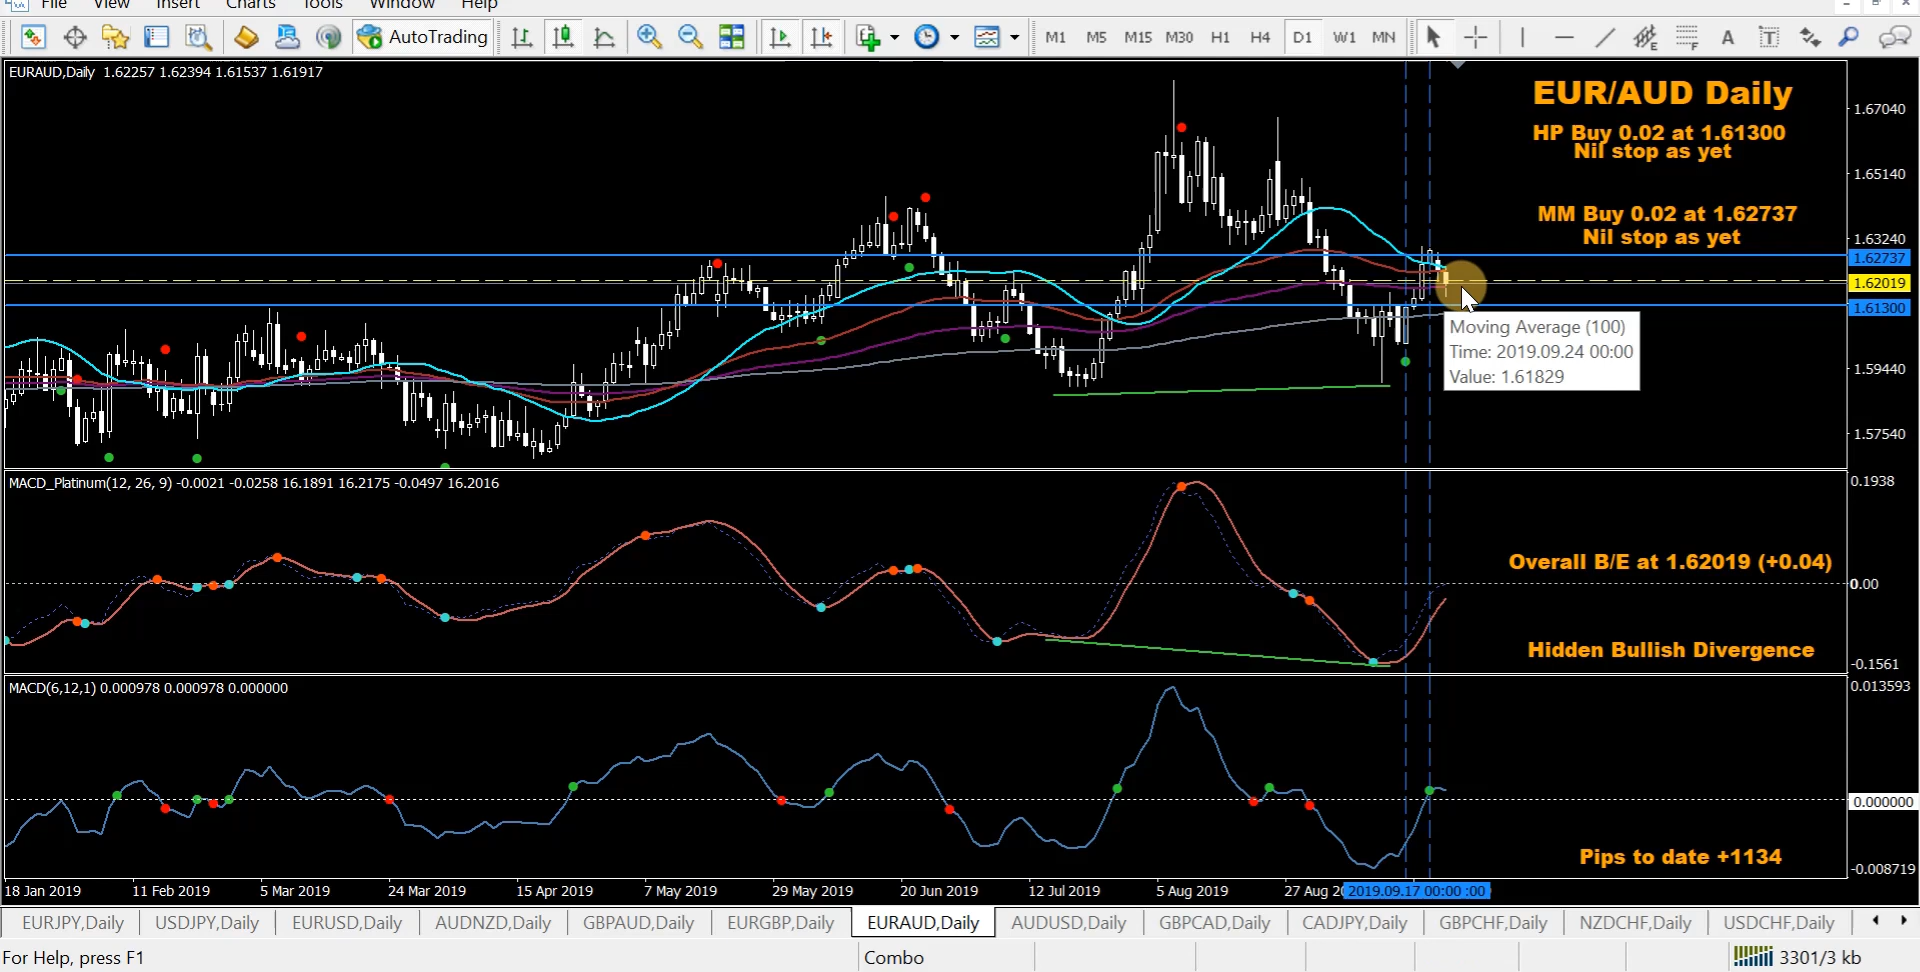 File View Insert Charts Tools Window Help
AutoTrading M1 M5 M15 M30 H1 H4 D1 W1 MN
EURAUD,Daily 1.62257 1.62394 1.61537 1.61917
EUR/AUD Daily
HP Buy 0.02 at 1.61300
Nil stop as yet
MM Buy 0.02 at 1.62737
Nil stop as yet
1.67040
1.65140
1.63240
1.62737
1.62019
1.61300
1.59440
1.57540
Moving Average (100)
Time: 2019.09.24 00:00
Value: 1.61829
MACD_Platinum(12, 26, 9) -0.0021 -0.0258 16.1891 16.2175 -0.0497 16.2016
0.1938
Overall B/E at 1.62019 (+0.04)
0.00
Hidden Bullish Divergence
-0.1561
MACD(6,12,1) 0.000978 0.000978 0.000000
0.013593
0.000000
Pips to date +1134
-0.008719
18 Jan 2019 11 Feb 2019 5 Mar 2019 24 Mar 2019 15 Apr 2019 7 May 2019 29 May 2019 20 Jun 2019 12 Jul 2019 5 Aug 2019 27 Aug 2019.09.17 00:00
EURJPY,Daily USDJPY,Daily EURUSD,Daily AUDNZD,Daily GBPAUD,Daily EURGBP,Daily EURAUD,Daily AUDUSD,Daily GBPCAD,Daily CADJPY,Daily GBPCHF,Daily NZDCHF,Daily USDCHF,Daily
For Help, press F1 Combo 3301/3 kb